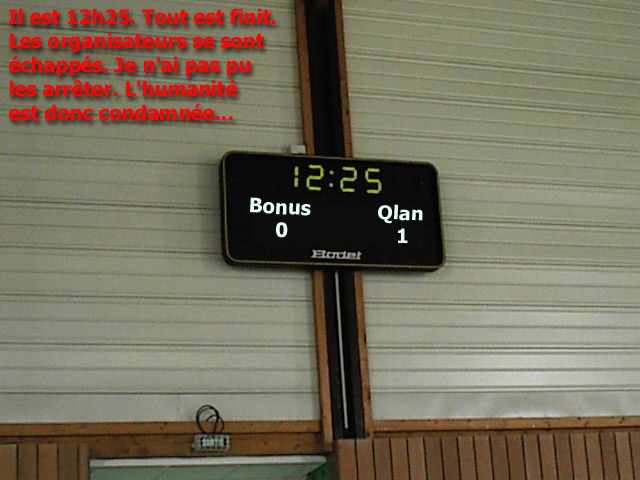 Il est 12h25. Tout est finit.
Les organisateurs se sont
échappés. Je n'ai pas pu
les arrêter. L'humanité
est donc condamnée...
12:25
Bonus Qlan
0 1
Bodet
SORTIE